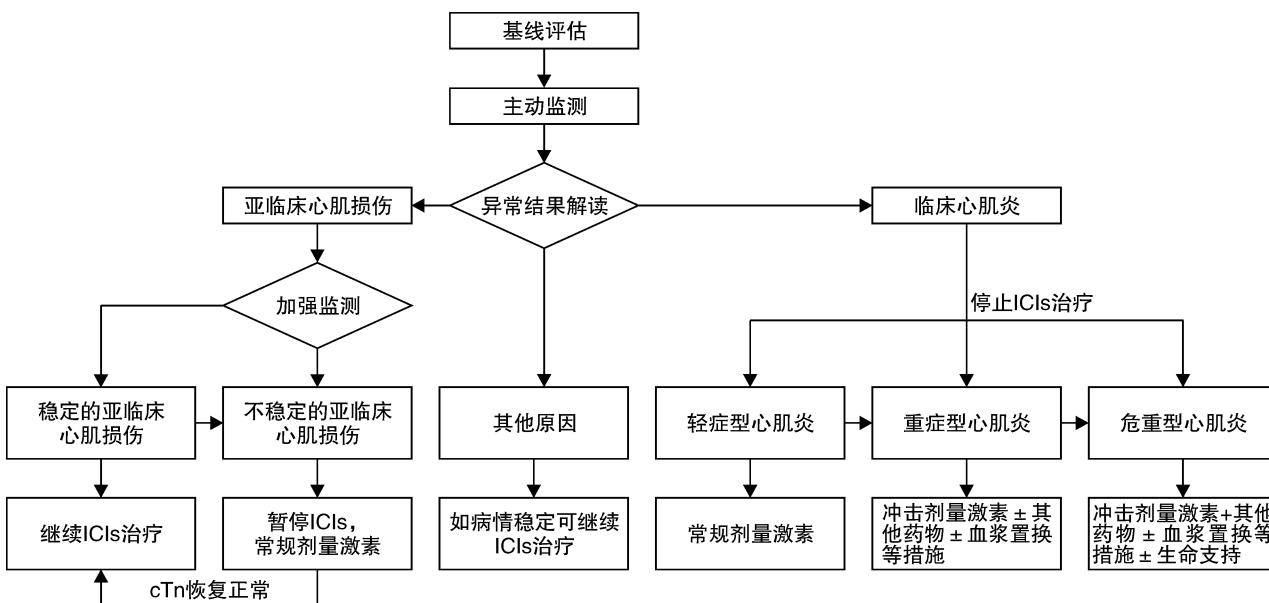 基线评估
主动监测
亚临床心肌损伤
异常结果解读
临床心肌炎
加强监测
停止ICIs治疗
稳定的亚临床
心肌损伤
不稳定的亚临床
心肌损伤
其他原因
轻症型心肌炎
重症型心肌炎
危重型心肌炎
继续ICIs治疗
暂停ICIs，
常规剂量激素
如病情稳定可继续
ICIs治疗
常规剂量激素
冲击剂量激素±其
他药物±血浆置换
等措施
冲击剂量激素+其他
药物±血浆置换等
措施±生命支持
cTn恢复正常